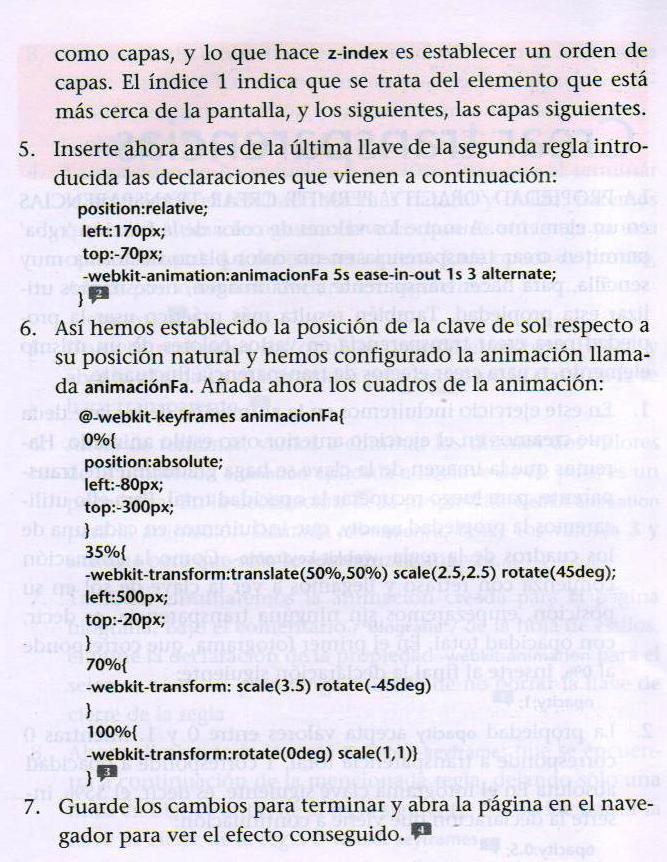 como capas, y lo que hace z-index es establecer un orden de
capas. El índice 1 indica que se trata del elemento que está
más cerca de la pantalla, y los siguientes, las capas siguientes.
5. Inserte ahora antes de la última llave de la segunda regla intro-
ducida las declaraciones que vienen a continuación:
position:relative;
left:170px;
top:-70px;
-webkit-animation:animacionFa 5s ease-in-out 1s 3 alternate;
} 2
6. Así hemos establecido la posición de la clave de sol respecto a
su posición natural y hemos configurado la animación llama-
da animaciónFa. Añada ahora los cuadros de la animación:
@-webkit-keyframes animacionFa{
0%{
position:absolute;
left:-80px;
top:-300px;
}
35%{
-webkit-transform:translate(50%,50%) scale(2.5,2.5) rotate(45deg);
left:500px;
top:-20px;
}
70%{
-webkit-transform: scale(3.5) rotate(-45deg)
}
100%{
-webkit-transform:rotate(0deg) scale(1,1)}
} 3
7. Guarde los cambios para terminar y abra la página en el nave-
gador para ver el efecto conseguido. 4